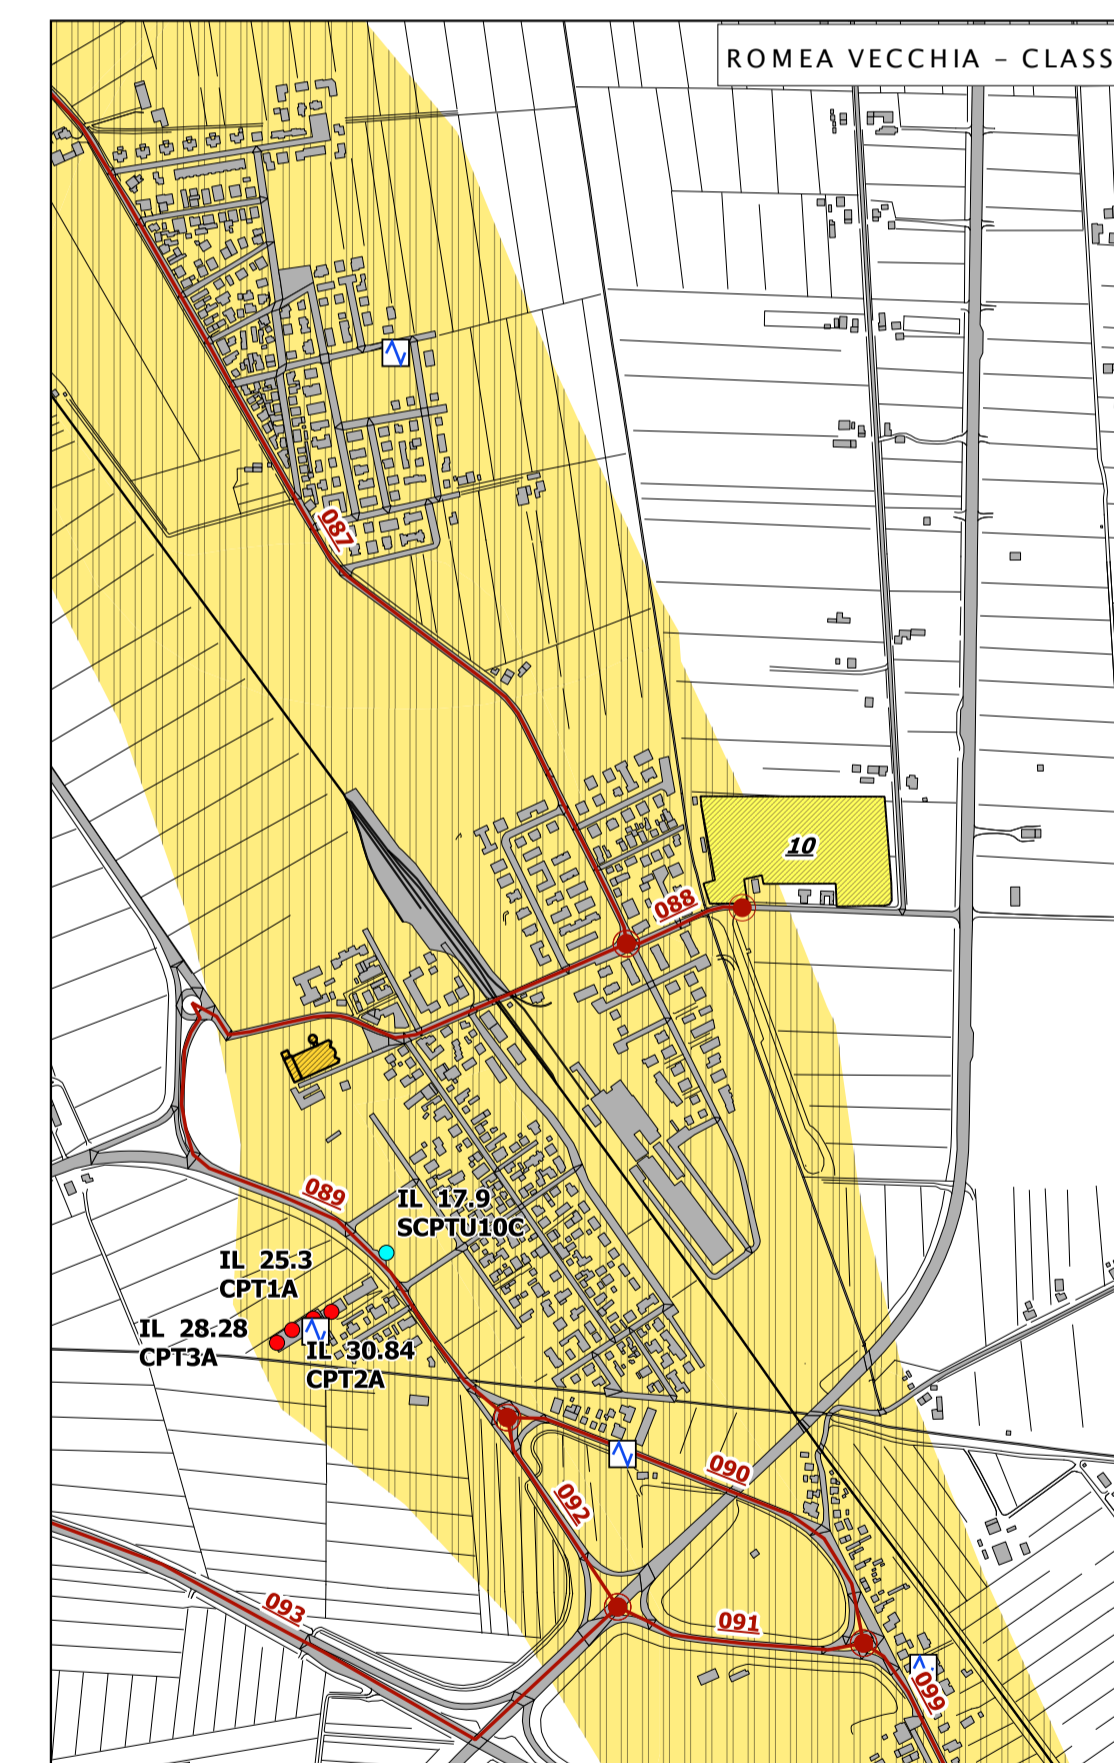 ROMEA VECCHIA – CLASS
087
10
088
089
IL 17.9
SCPTU10C
IL 25.3
CPT1A
IL 28.28
CPT3A
IL 30.84
CPT2A
090
092
093
091
099